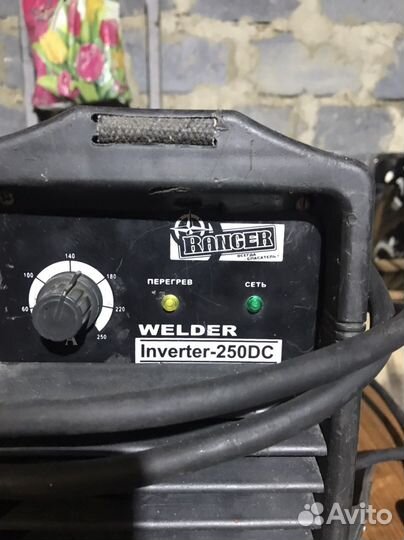 RANGER
ВСЕГДА
СПАСАТЕЛЬ!
140
100
180
ПЕРЕГРЕВ
СЕТЬ
60
220
A
250
WELDER
Inverter-250DC
Avito